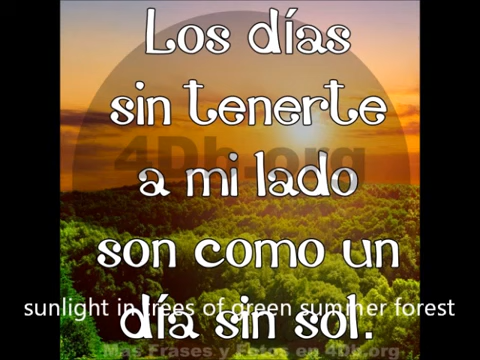 Los días
sin tenerte
4Db.org
a mi lado
son como un
sunlight in trees of green summer forest
día sin sol.
Mas Frases y Fotos en 4Db.org